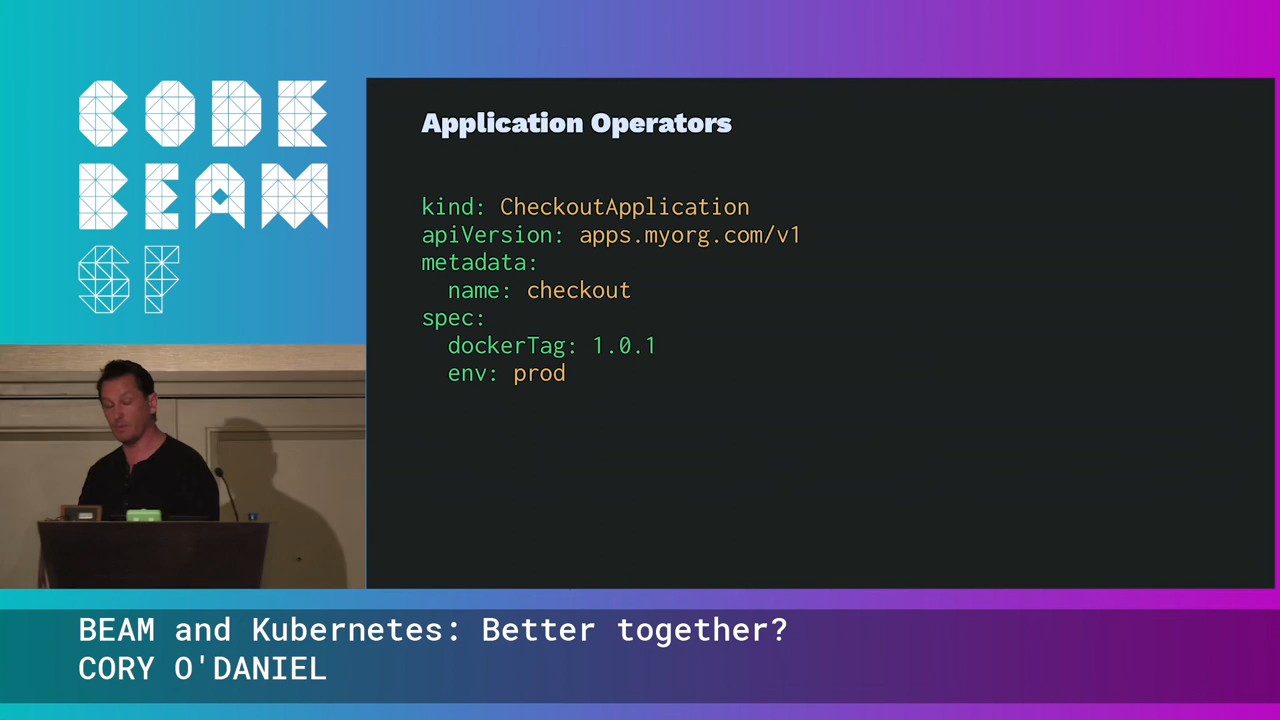 CODE
BEAM
SF
Application Operators
kind: CheckoutApplication
apiVersion: apps.myorg.com/v1
metadata:
  name: checkout
spec:
  dockerTag: 1.0.1
  env: prod
BEAM and Kubernetes: Better together?
CORY O'DANIEL